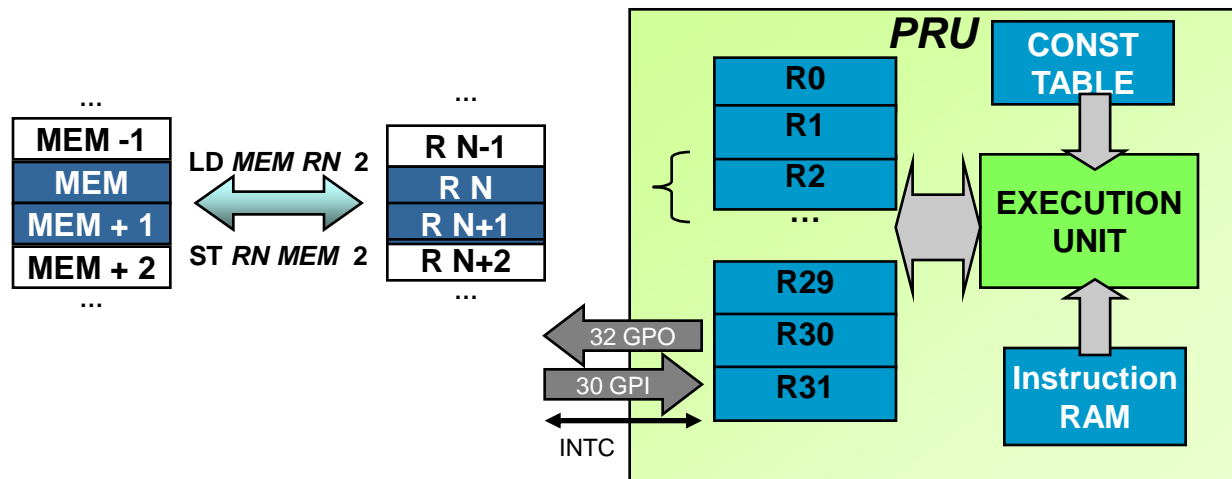 …
MEM -1
MEM
MEM + 1
MEM + 2
…
LD MEM RN 2
ST RN MEM 2
…
R N-1
R N
R N+1
R N+2
…
32 GPO
30 GPI
INTC
PRU
R0
R1
R2
…
R29
R30
R31
CONST
TABLE
EXECUTION
UNIT
Instruction
RAM